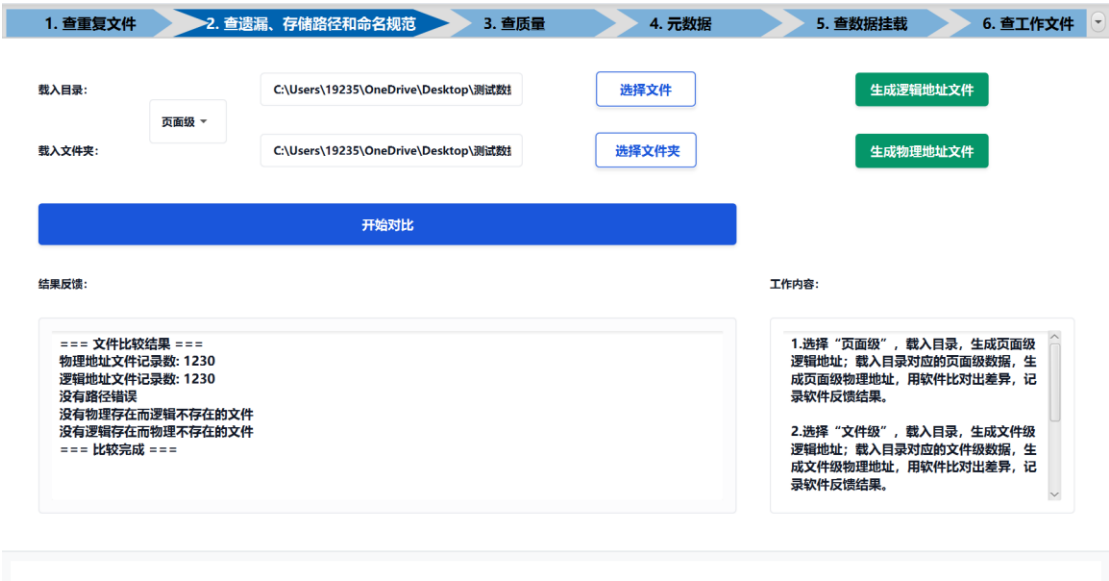 1. 查重复文件
2. 查遗漏、存储路径和命名规范
3. 查质量
4. 元数据
5. 查数据挂载
6. 查工作文件
载入目录:
C:\Users\19235\OneDrive\Desktop\测试数
选择文件
生成逻辑地址文件
页面级
载入文件夹:
C:\Users\19235\OneDrive\Desktop\测试数
选择文件夹
生成物理地址文件
开始对比
结果反馈:
=== 文件比较结果 ===
物理地址文件记录数: 1230
逻辑地址文件记录数: 1230
没有路径错误
没有物理存在而逻辑不存在的文件
没有逻辑存在而物理不存在的文件
=== 比较完成 ===
工作内容:
1.选择“页面级”，载入目录，生成页面级
逻辑地址；载入目录对应的页面级数据，生
成页面级物理地址，用软件比对出差异，记
录软件反馈结果。
2.选择“文件级”，载入目录，生成文件级
逻辑地址；载入目录对应的文件级数据，生
成文件级物理地址，用软件比对出差异，记
录软件反馈结果。